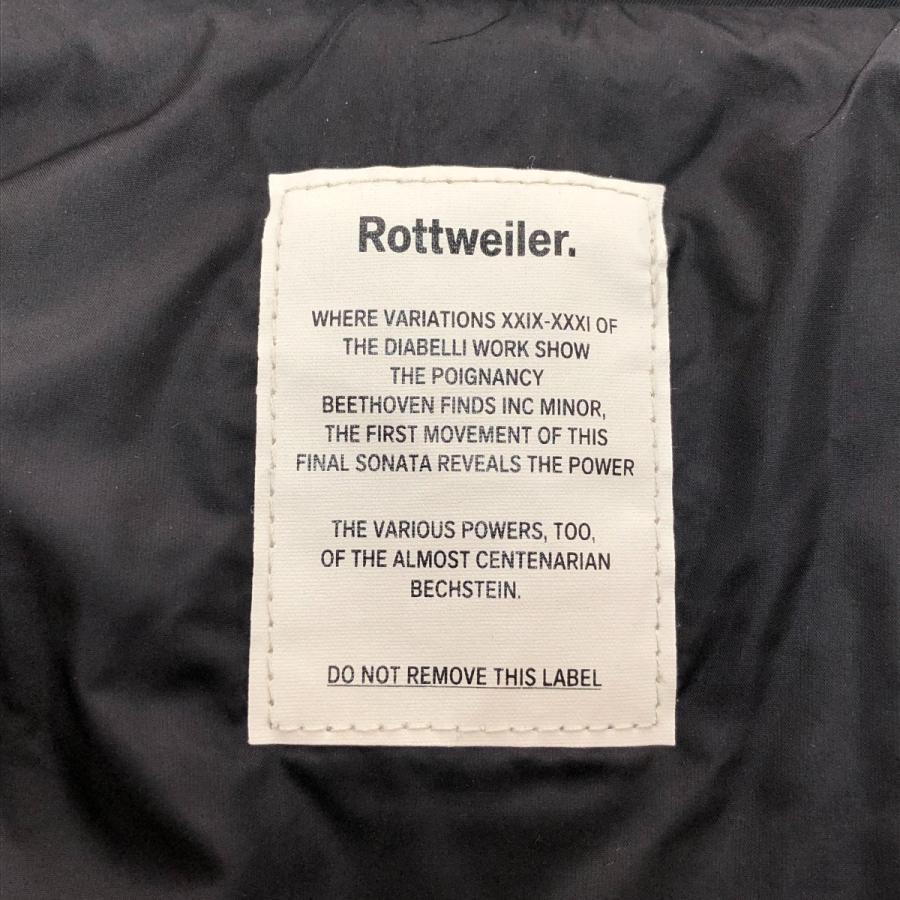 Rottweiler.
WHERE VARIATIONS XXIX-XXXI OF
THE DIABELLI WORK SHOW
THE POIGNANCY
BEETHOVEN FINDS INC MINOR,
THE FIRST MOVEMENT OF THIS
FINAL SONATA REVEALS THE POWER
THE VARIOUS POWERS, TOO,
OF THE ALMOST CENTENARIAN
BECHSTEIN.
DO NOT REMOVE THIS LABEL